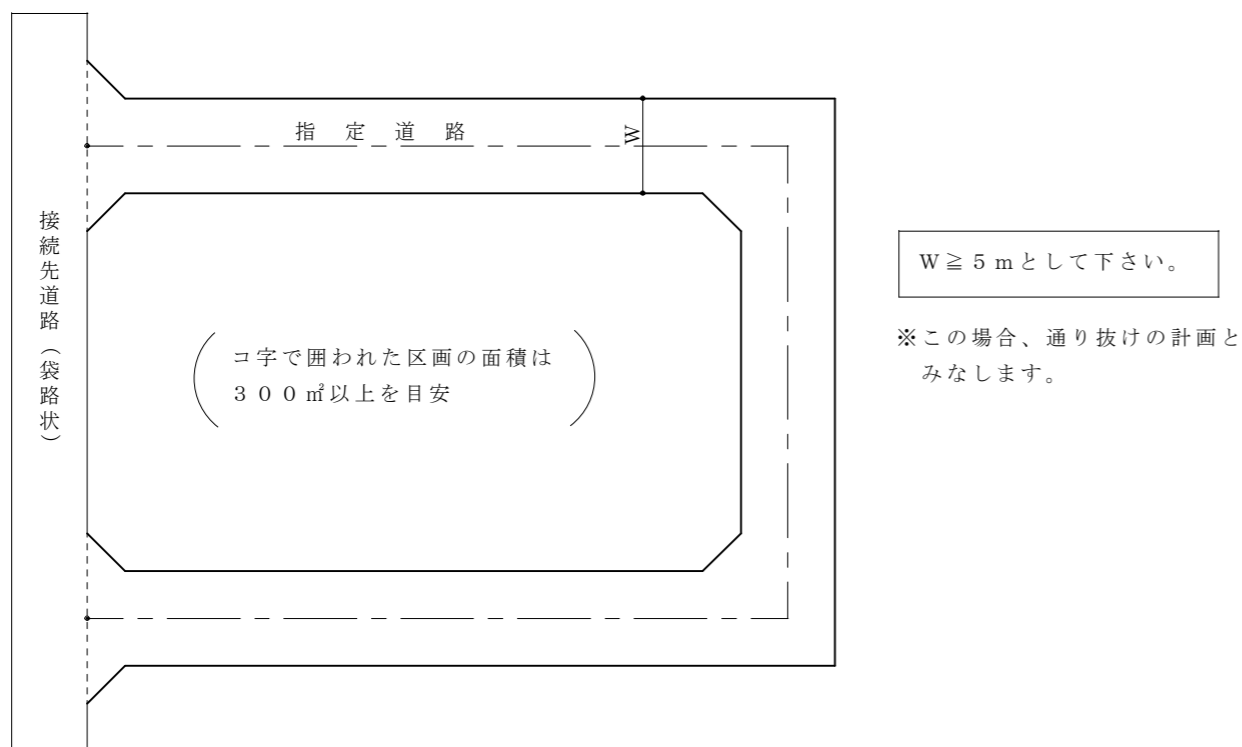 指定道路
W
接続先道路（袋路状）
コ字で囲われた区画の面積は
３００㎡以上を目安
W≧５ｍとして下さい。
※この場合、通り抜けの計画と
みなします。